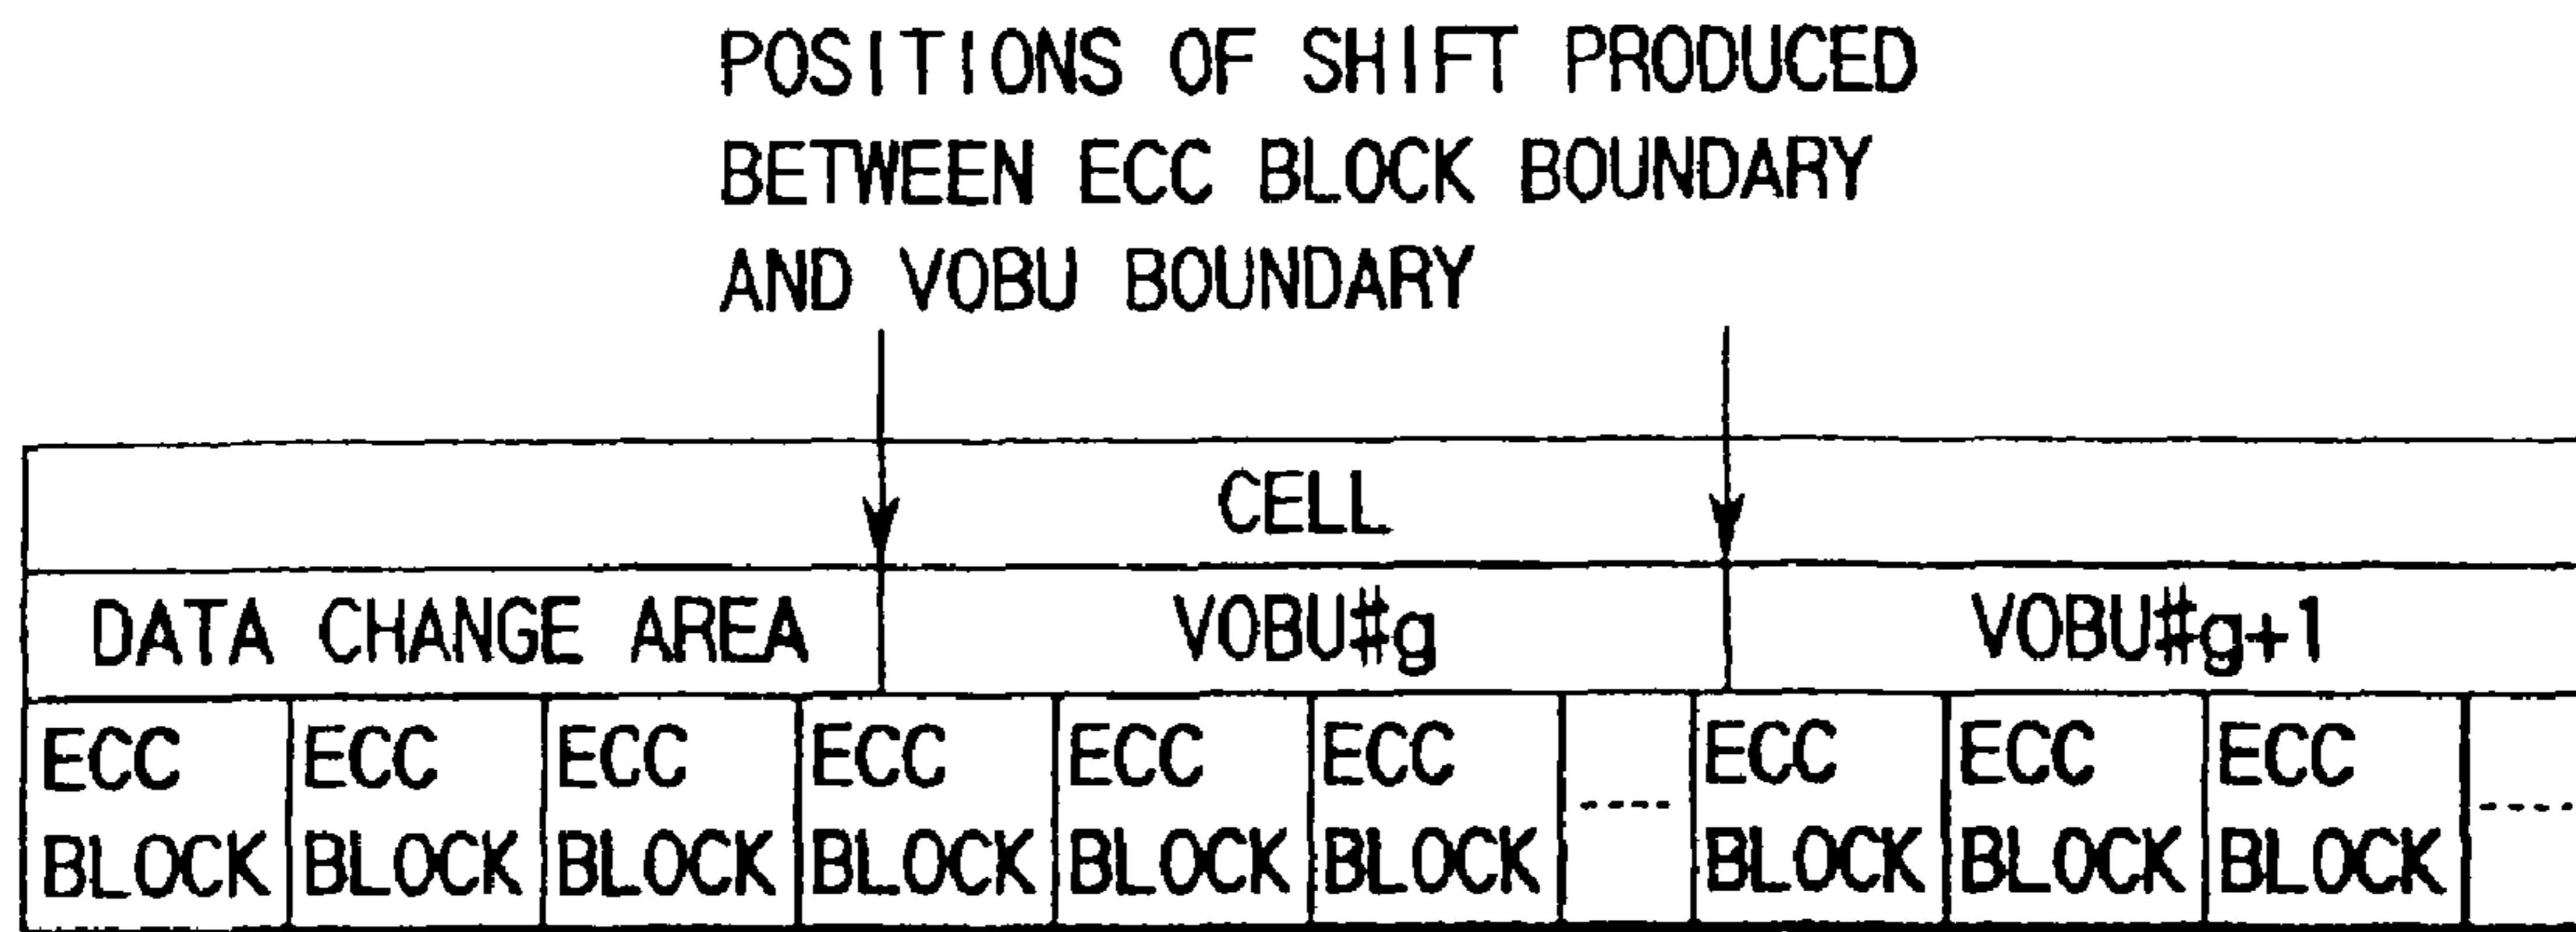 POSITIONS OF SHIFT PRODUCED
BETWEEN ECC BLOCK BOUNDARY
AND VOBU BOUNDARY
CELL
DATA CHANGE AREA VOBU#g VOBU#g+1
ECC ECC ECC ECC ECC ECC ---- ECC ECC ECC ----
BLOCK BLOCK BLOCK BLOCK BLOCK BLOCK BLOCK BLOCK BLOCK